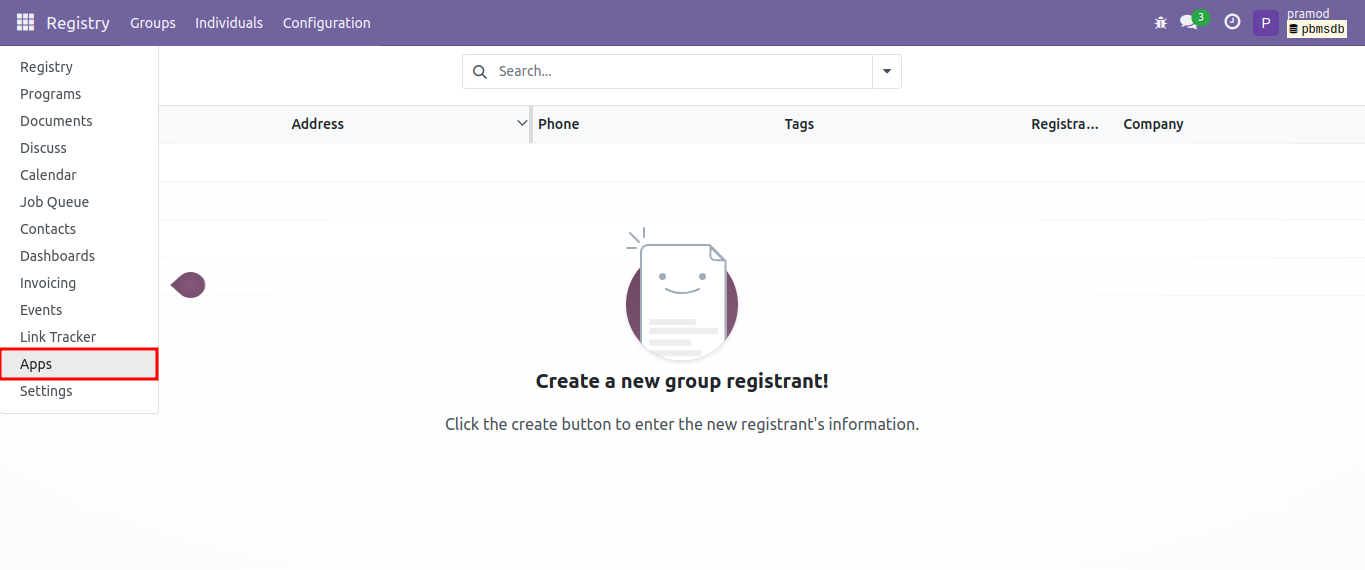 Registry Groups Individuals Configuration 3 P pramod
pbmsdb
Registry
Programs
Documents
Discuss
Calendar
Job Queue
Contacts
Dashboards
Invoicing
Events
Link Tracker
Apps
Settings
Search...
Address Phone Tags Registra... Company
Create a new group registrant!
Click the create button to enter the new registrant's information.